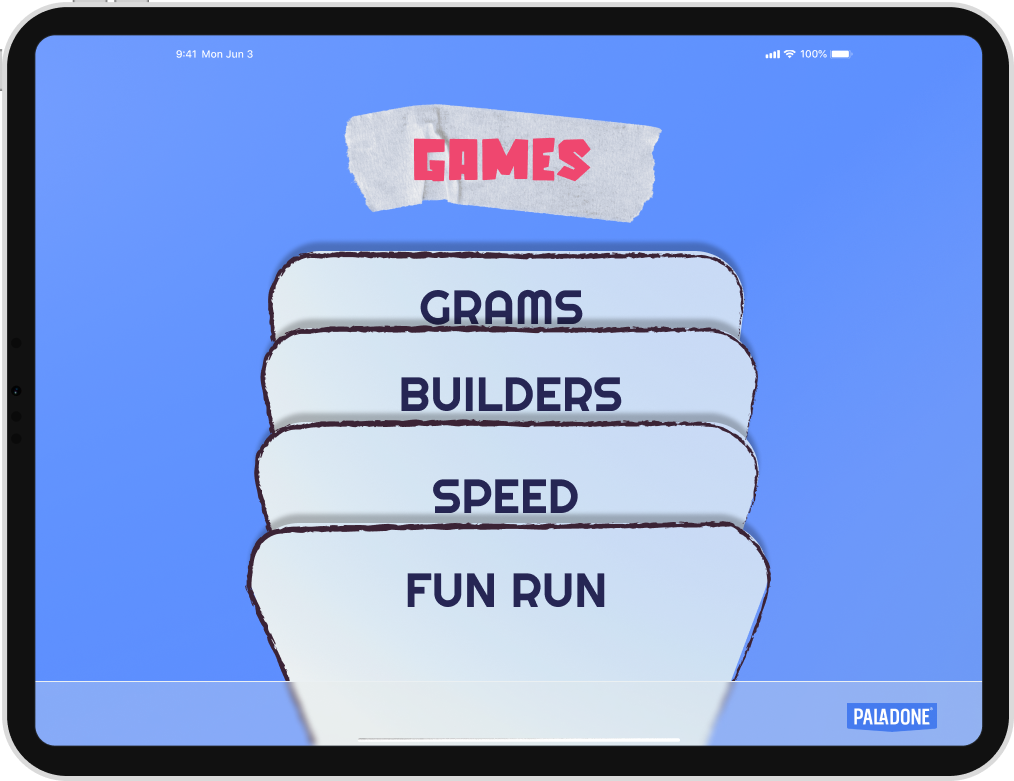 9:41 Mon Jun 3
100%
GAMES
GRAMS
BUILDERS
SPEED
FUN RUN
PALADONE